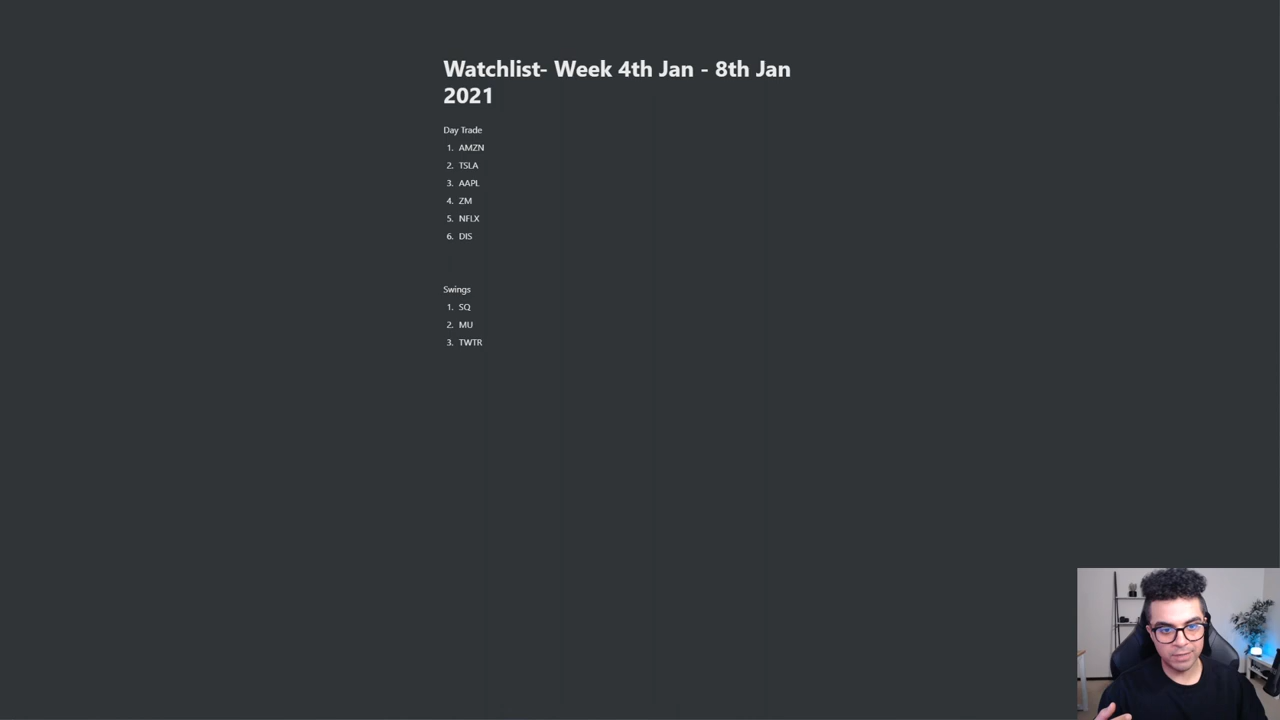 Watchlist- Week 4th Jan - 8th Jan
2021
Day Trade
1. AMZN
2. TSLA
3. AAPL
4. ZM
5. NFLX
6. DIS
Swings
1. SQ
2. MU
3. TWTR